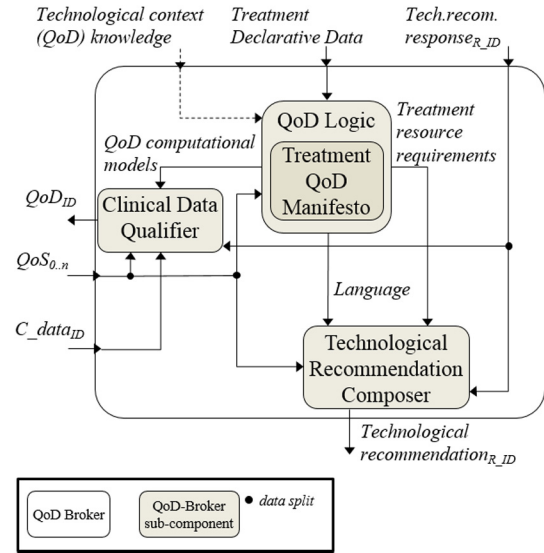 Technological context
(QoD) knowledge
Treatment
Declarative Data
Tech.recom.
response_R_ID
QoD Logic
Treatment
QoD
Manifesto
Treatment
resource
requirements
QoD computational
models
Clinical Data
Qualifier
QoD_ID
QoS_0..n
C_data_ID
Language
Technological
Recommendation
Composer
Technological
recommendation_R_ID
QoD Broker
QoD-Broker
sub-component
data split